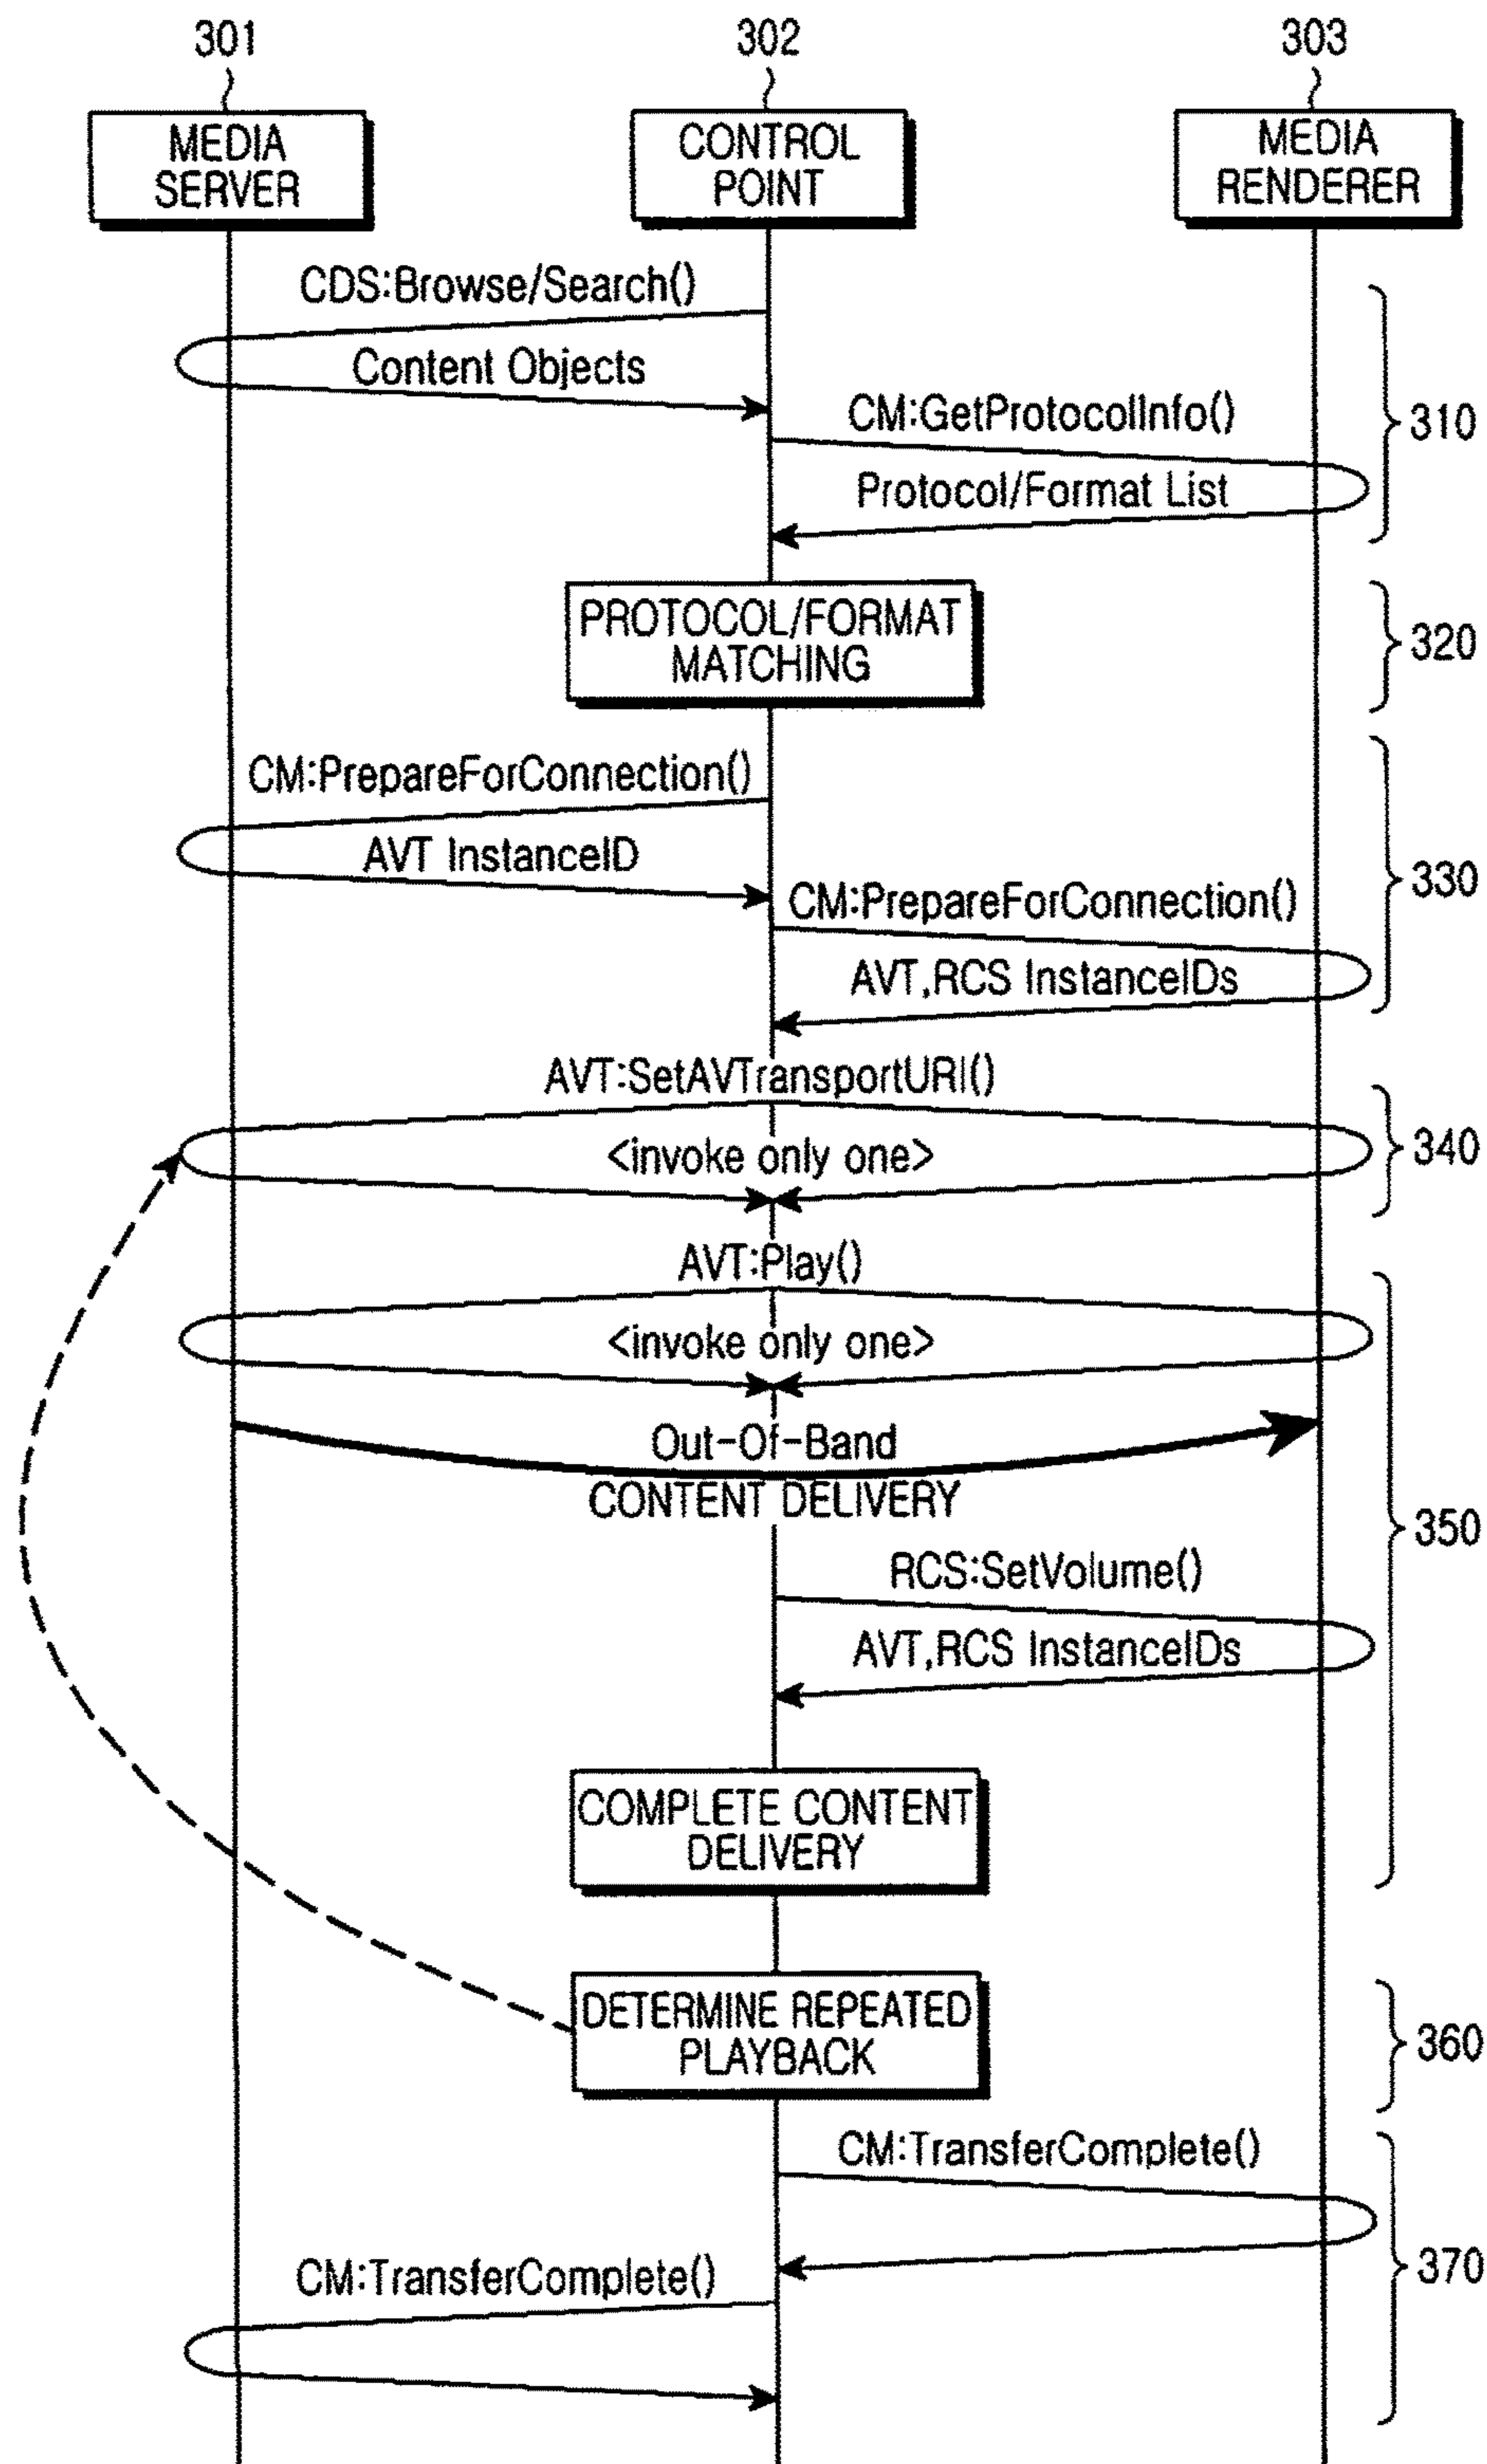 301
302
303
MEDIA
SERVER
CONTROL
POINT
MEDIA
RENDERER
CDS:Browse/Search()
Content Objects
CM:GetProtocolInfo()
Protocol/Format List
310
PROTOCOL/FORMAT
MATCHING
320
CM:PrepareForConnection()
AVT InstanceID
CM:PrepareForConnection()
AVT,RCS InstanceIDs
330
AVT:SetAVTransportURI()
<invoke only one>
340
AVT:Play()
<invoke only one>
Out-Of-Band
CONTENT DELIVERY
RCS:SetVolume()
AVT,RCS InstanceIDs
350
COMPLETE CONTENT
DELIVERY
DETERMINE REPEATED
PLAYBACK
360
CM:TransferComplete()
CM:TransferComplete()
370